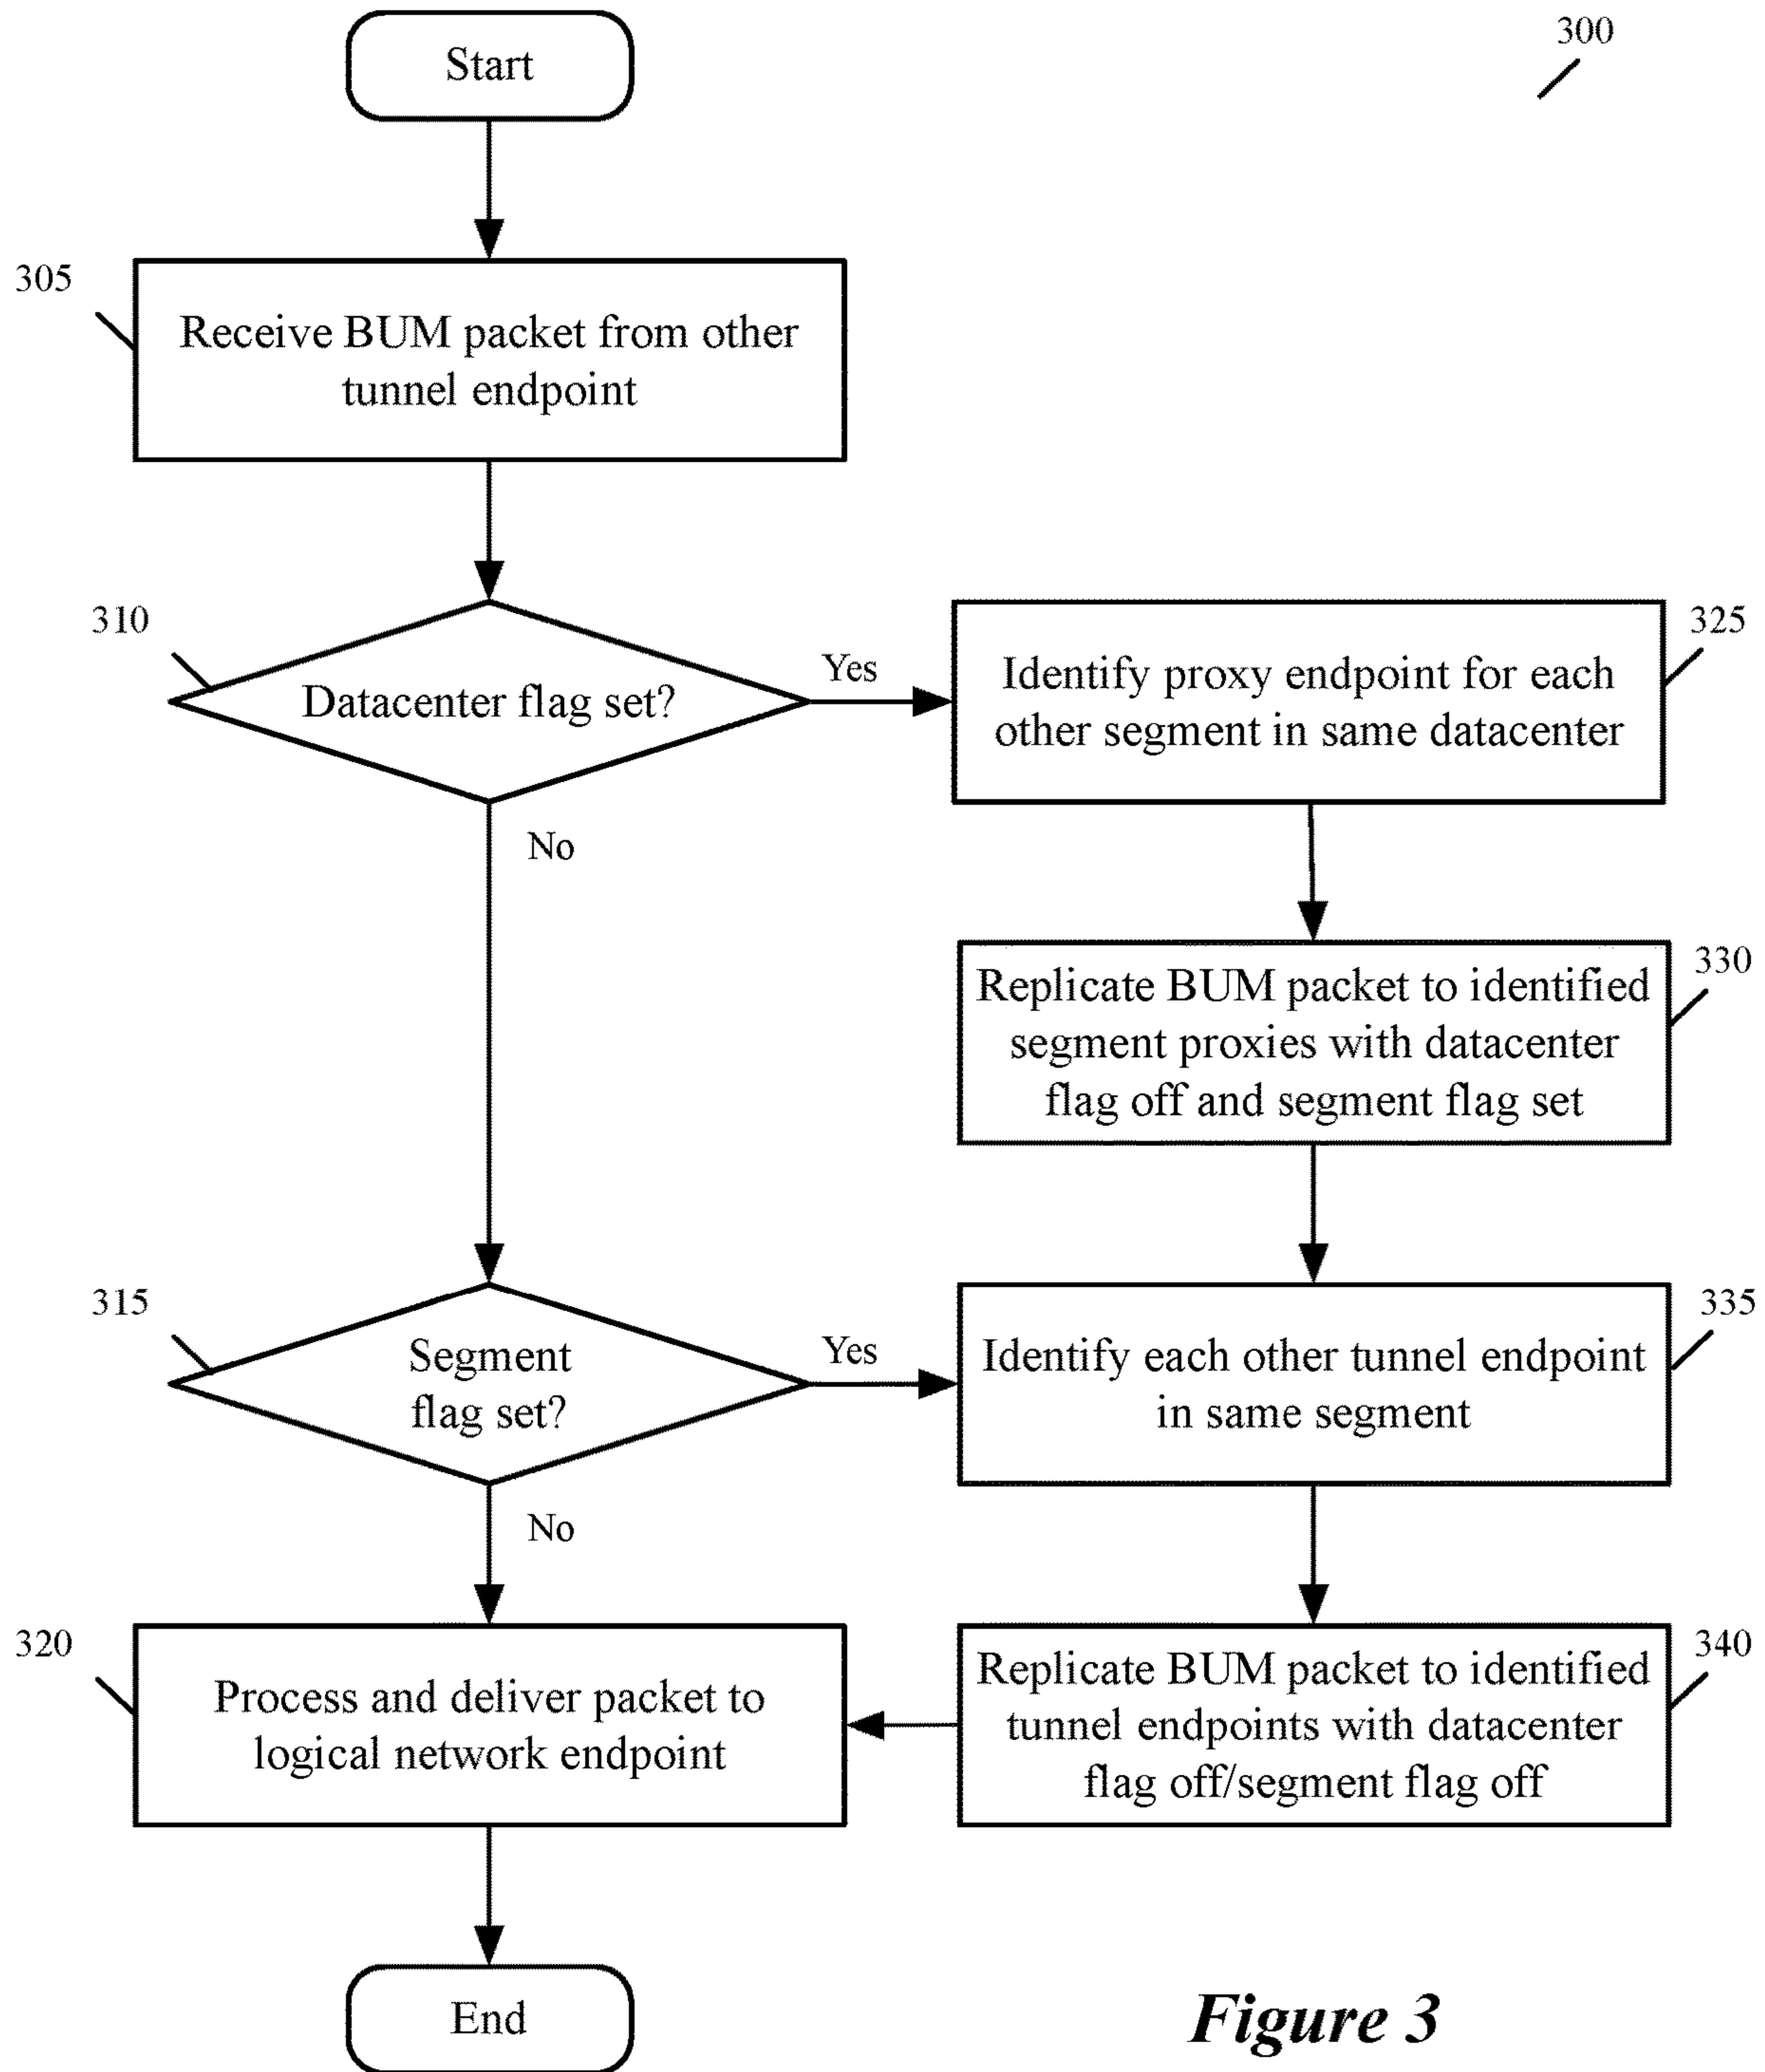 Start
300
305
Receive BUM packet from other
tunnel endpoint
310
Datacenter flag set?
Yes
No
325
Identify proxy endpoint for each
other segment in same datacenter
330
Replicate BUM packet to identified
segment proxies with datacenter
flag off and segment flag set
315
Segment
flag set?
Yes
No
335
Identify each other tunnel endpoint
in same segment
320
Process and deliver packet to
logical network endpoint
340
Replicate BUM packet to identified
tunnel endpoints with datacenter
flag off/segment flag off
End
Figure 3